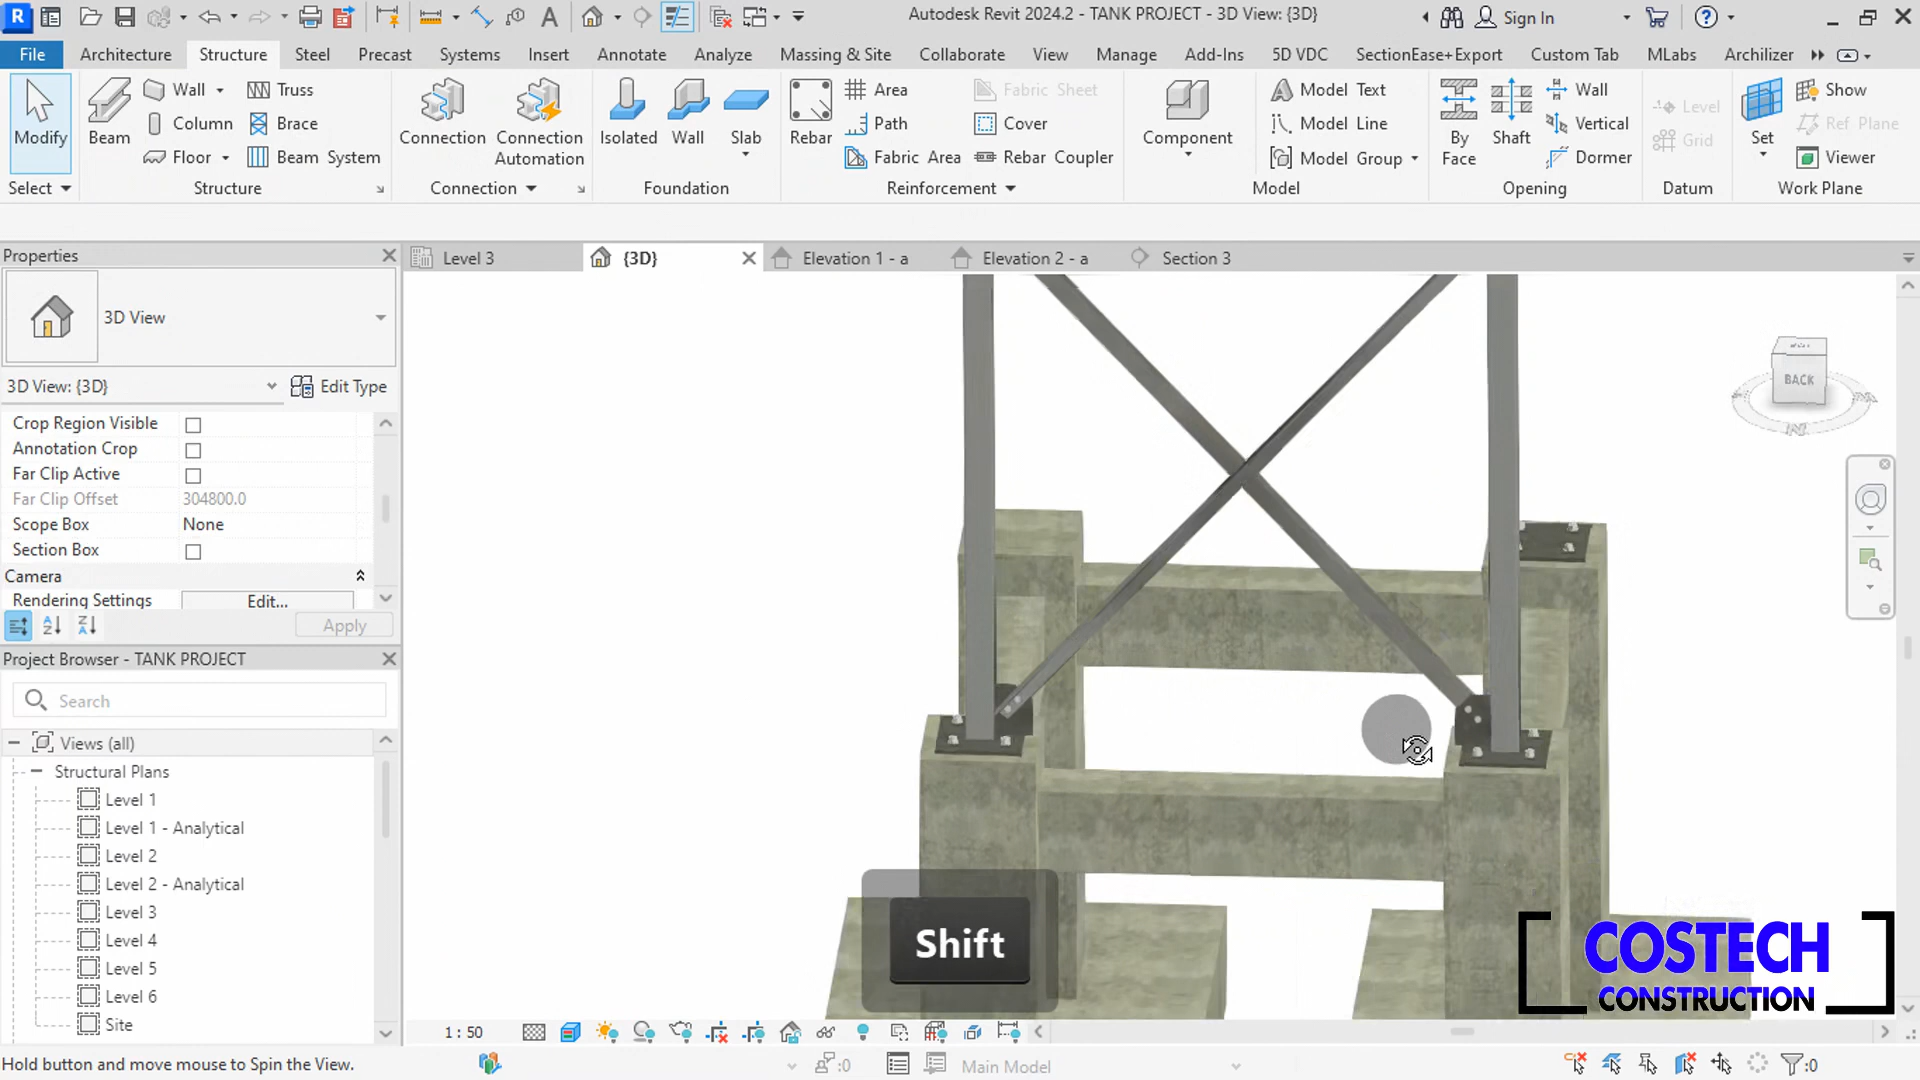 Autodesk Revit 2024.2 - TANK PROJECT - 3D View: {3D}
Sign In
File
Architecture
Structure
Steel
Precast
Systems
Insert
Annotate
Analyze
Massing & Site
Collaborate
View
Manage
Add-Ins
5D VDC
SectionEase+Export
Custom Tab
MLabs
Archilizer
Modify
Beam
Wall
Column
Floor
Truss
Brace
Beam System
Connection
Connection Automation
Isolated
Wall
Slab
Rebar
Area
Path
Fabric Area
Fabric Sheet
Cover
Rebar Coupler
Component
Model Text
Model Line
Model Group
By Face
Shaft
Wall
Vertical
Dormer
Level
Grid
Set
Show
Ref Plane
Viewer
Select
Structure
Connection
Foundation
Reinforcement
Model
Opening
Datum
Work Plane
Properties
Level 3
{3D}
Elevation 1 - a
Elevation 2 - a
Section 3
3D View
3D View: {3D}
Edit Type
Crop Region Visible
Annotation Crop
Far Clip Active
Far Clip Offset 304800.0
Scope Box None
Section Box
Camera
Rendering Settings Edit...
Apply
BACK
Project Browser - TANK PROJECT
Search
Views (all)
Structural Plans
Level 1
Level 1 - Analytical
Level 2
Level 2 - Analytical
Level 3
Level 4
Level 5
Level 6
Site
Shift
COSTECH
CONSTRUCTION
1 : 50
Hold button and move mouse to Spin the View.
:0
Main Model
:0